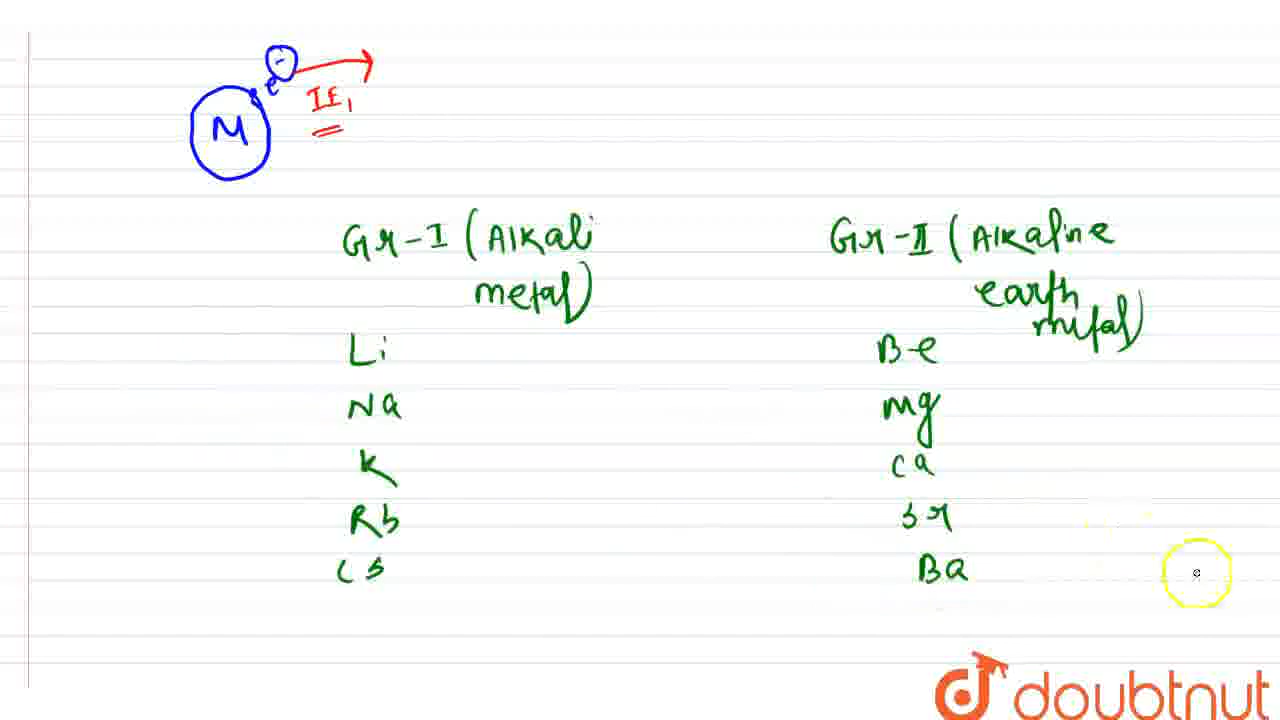 e⁻
IE₁
M
Gr-I (Alkali
metal)
Gr-II (Alkaline
earth
metal)
Li
Be
Na
Mg
K
Ca
Rb
Sr
Cs
Ba
doubtnut